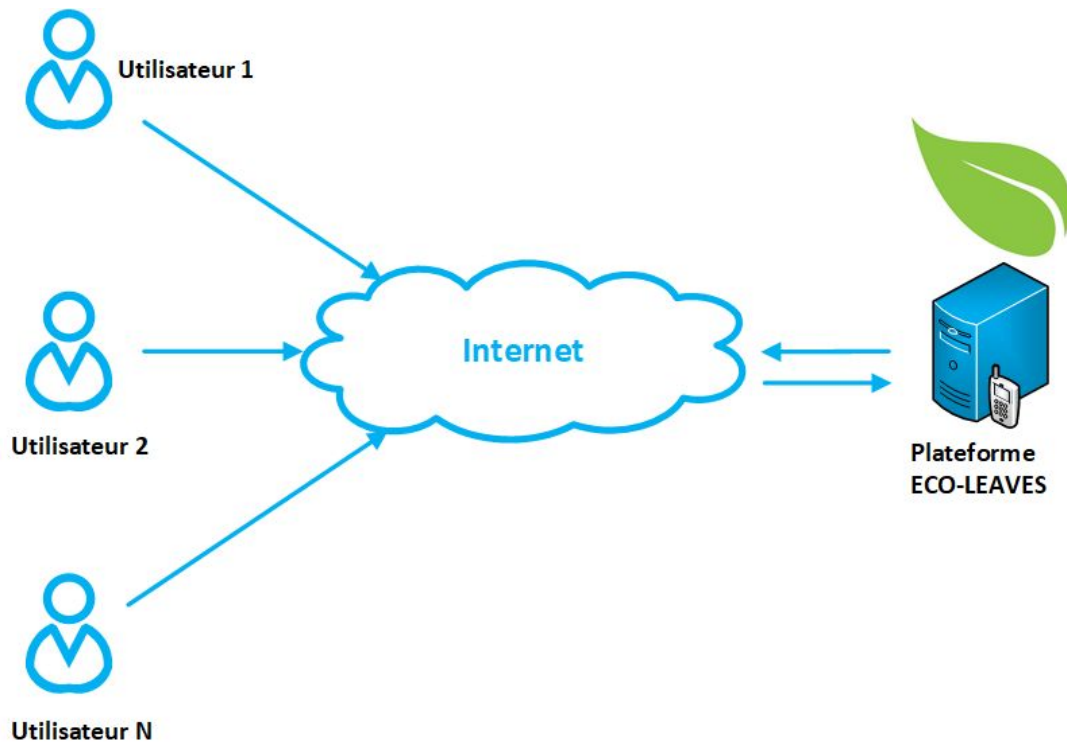 Utilisateur 1
Internet
Utilisateur 2
Plateforme
ECO-LEAVES
Utilisateur N